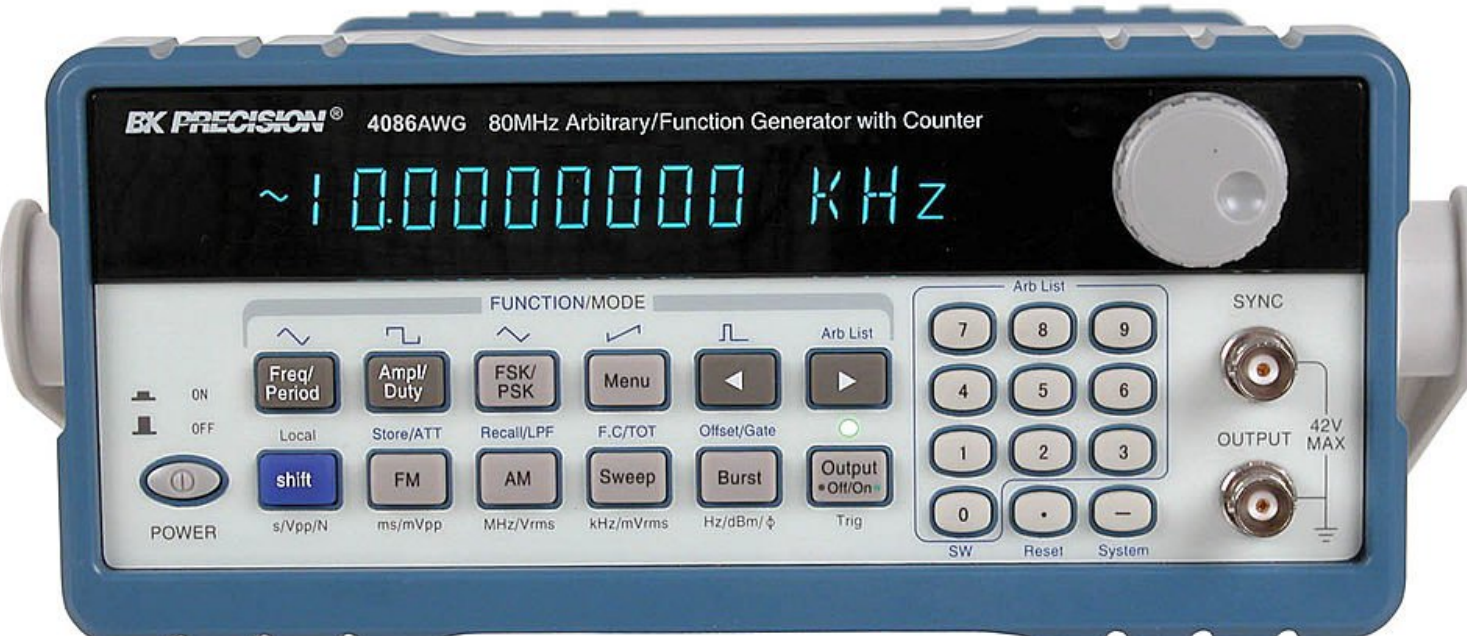 BK PRECISION® 4086AWG 80MHz Arbitrary/Function Generator with Counter
~10.0000000 KHz
FUNCTION/MODE
Arb List
SYNC
Arb List
7 8 9
Freq/Period Ampl/Duty FSK/PSK Menu ◀ ▶
4 5 6
ON
OFF
Local Store/ATT Recall/LPF F.C/TOT Offset/Gate
OUTPUT 42V MAX
1 2 3
shift FM AM Sweep Burst Output •Off/On•
0 . –
POWER
s/Vpp/N ms/mVpp MHz/Vrms kHz/mVrms Hz/dBm/ϕ Trig
SW Reset System